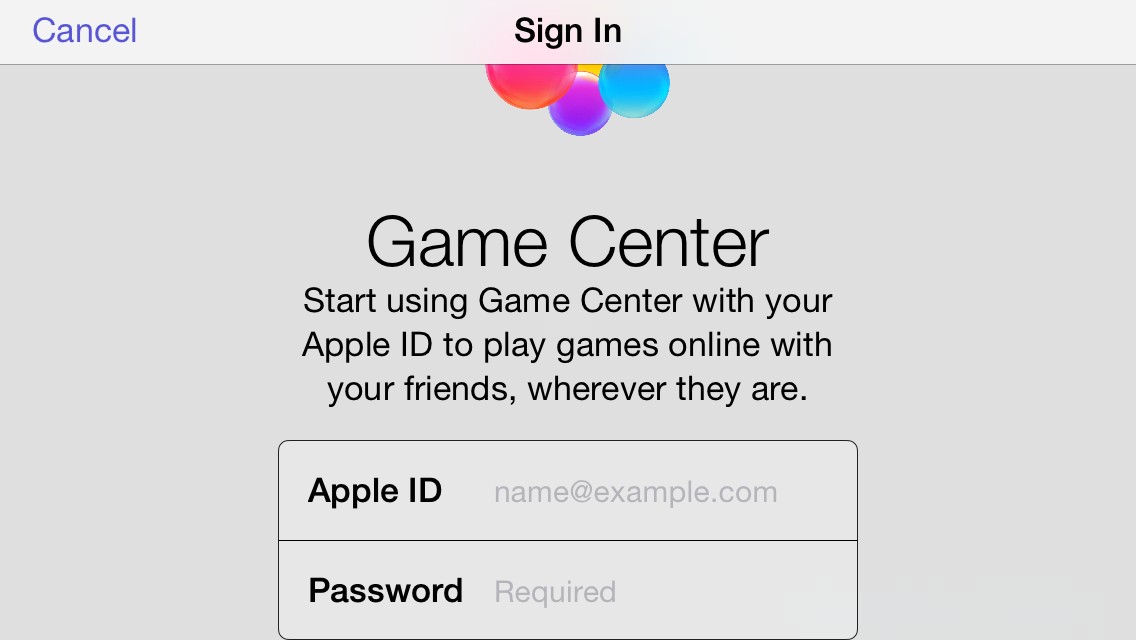 Cancel Sign In
Game Center
Start using Game Center with your
Apple ID to play games online with
your friends, wherever they are.
Apple ID name@example.com
Password Required